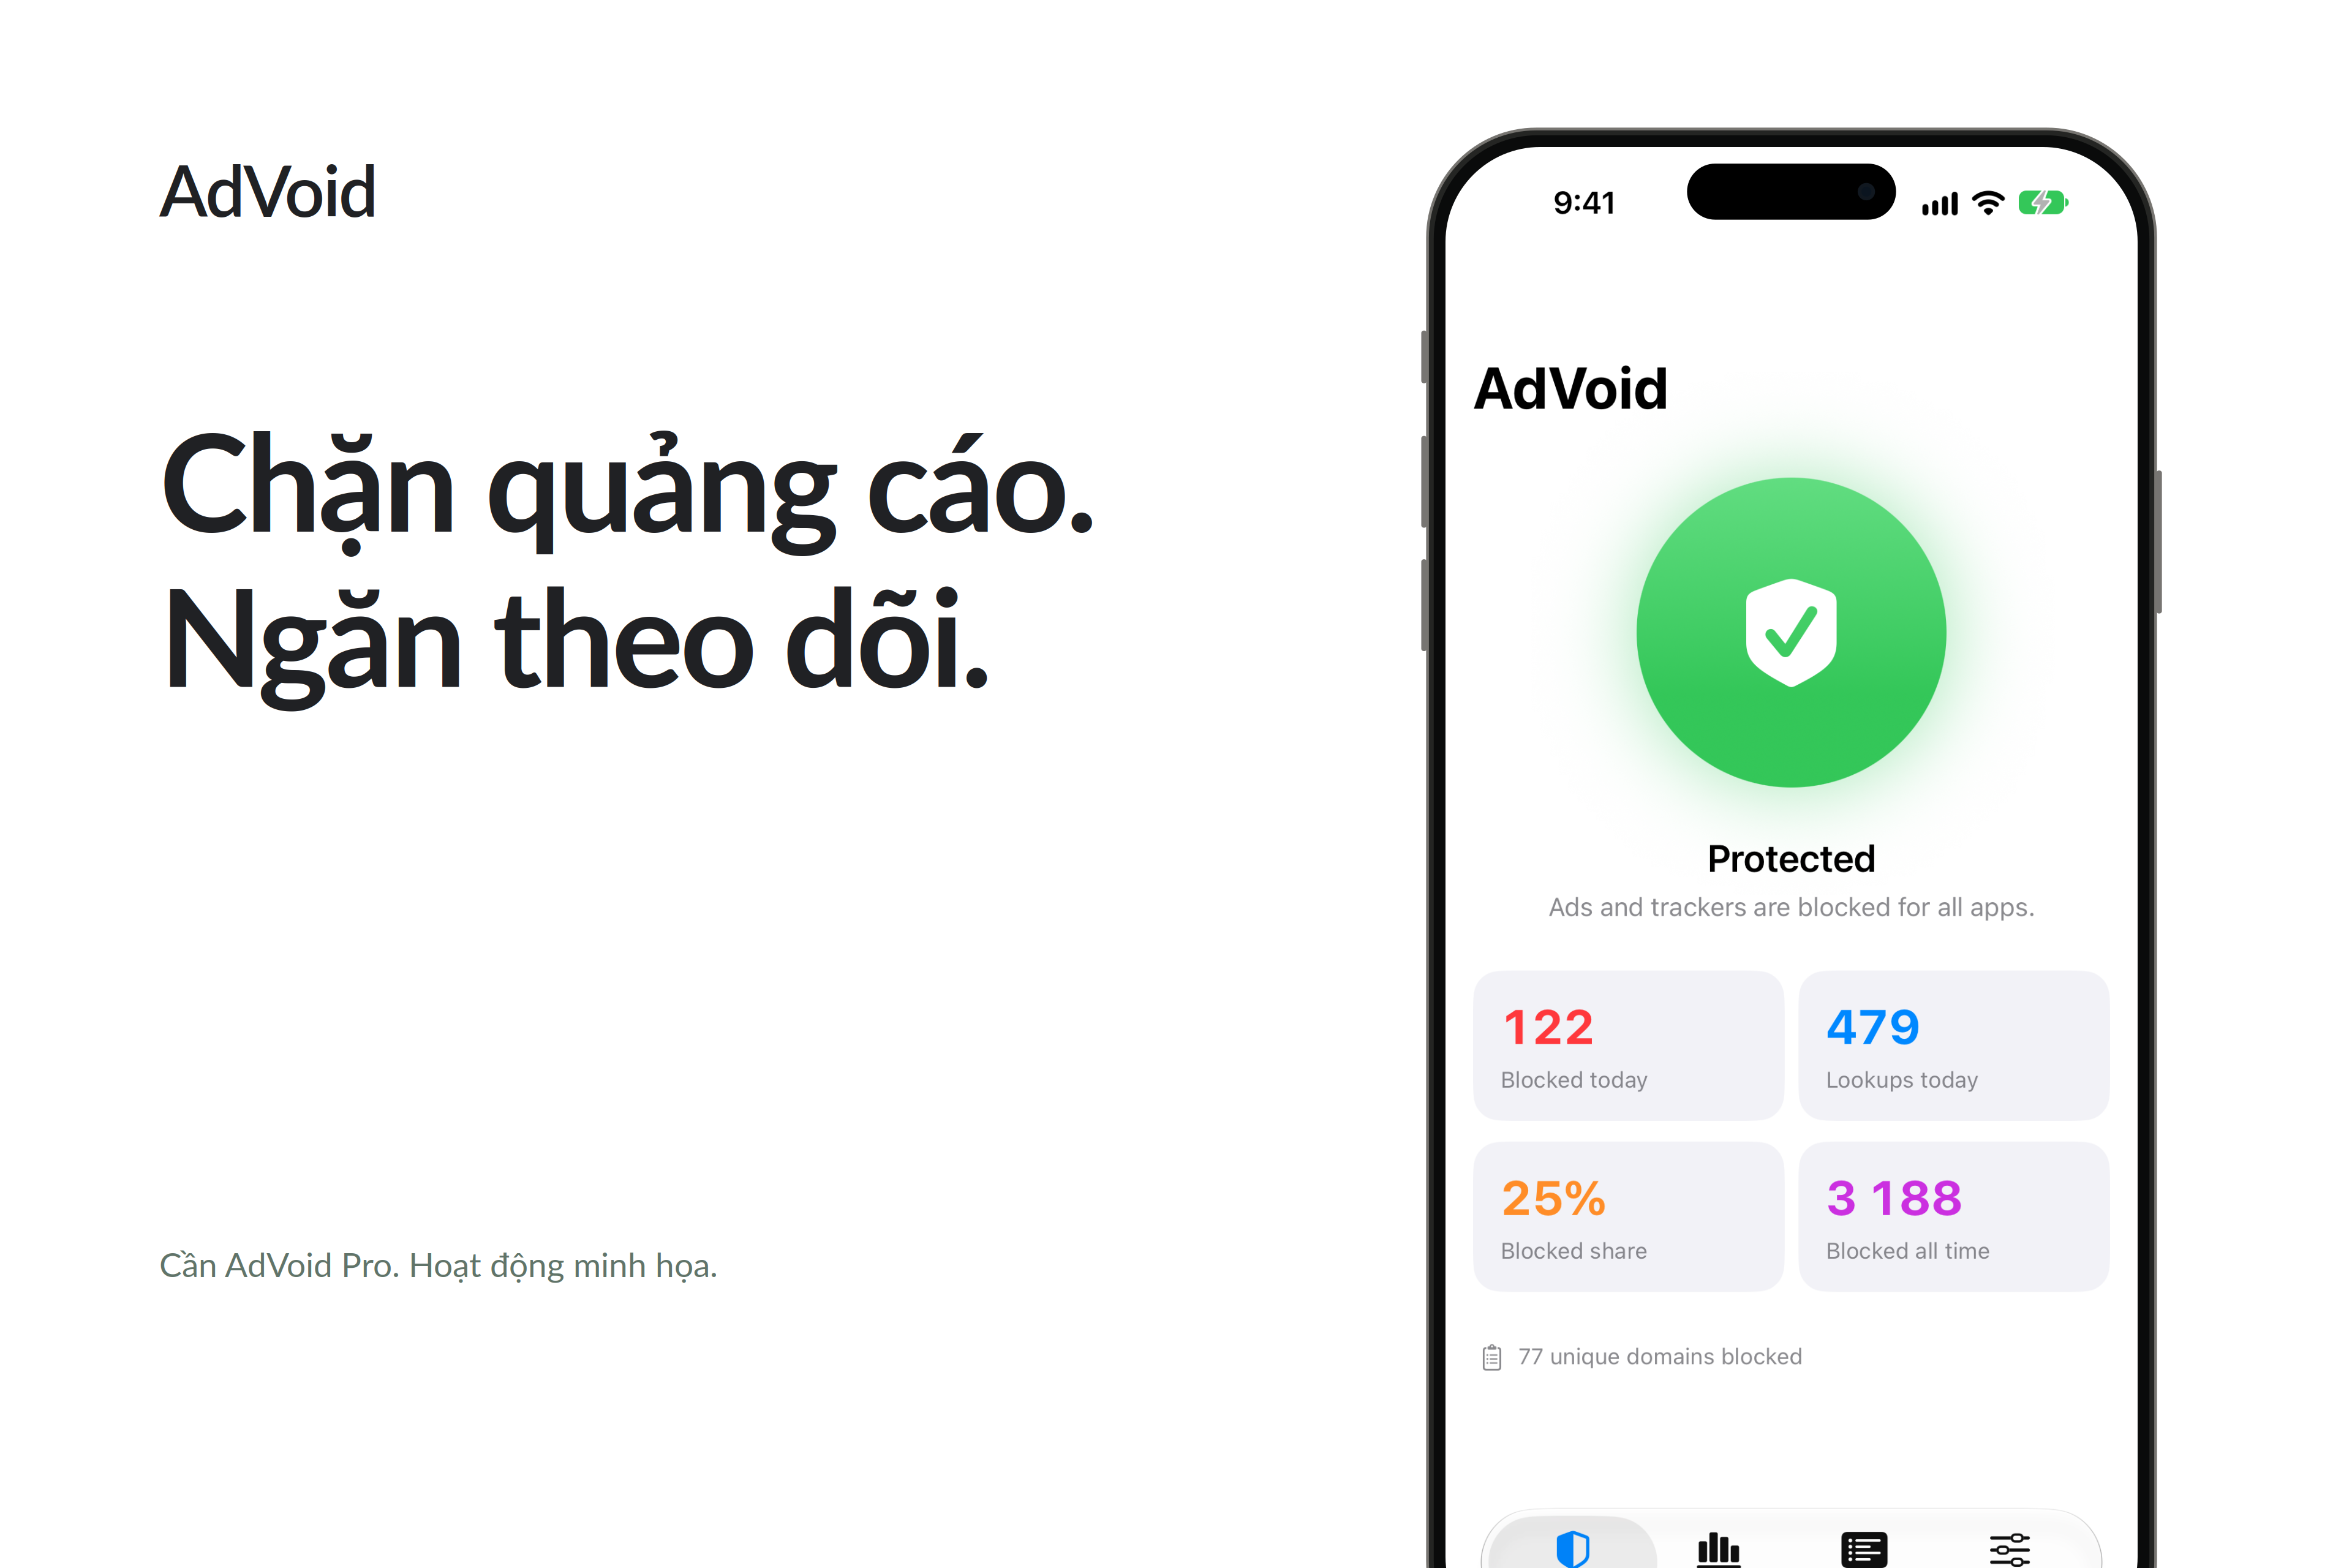 AdVoid
Chặn quảng cáo.
Ngăn theo dõi.
Cần AdVoid Pro. Hoạt động minh họa.
9:41
AdVoid
Protected
Ads and trackers are blocked for all apps.
122
Blocked today
479
Lookups today
25%
Blocked share
3 188
Blocked all time
77 unique domains blocked